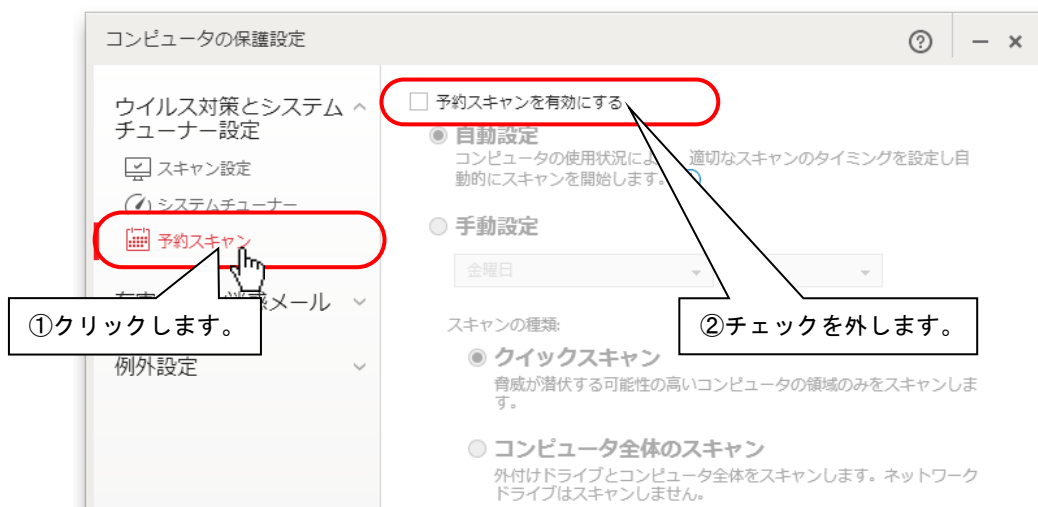 コンピュータの保護設定
ウイルス対策とシステム
チューナー設定
スキャン設定
システムチューナー
予約スキャン
迷惑メール
例外設定
①クリックします。
予約スキャンを有効にする
自動設定
コンピュータの使用状況によ 適切なスキャンのタイミングを設定し自
動的にスキャンを開始します。
手動設定
金曜日
②チェックを外します。
スキャンの種類:
クイックスキャン
脅威が潜伏する可能性の高いコンピュータの領域のみをスキャンしま
す。
コンピュータ全体のスキャン
外付けドライブとコンピュータ全体をスキャンします。ネットワーク
ドライブはスキャンしません。